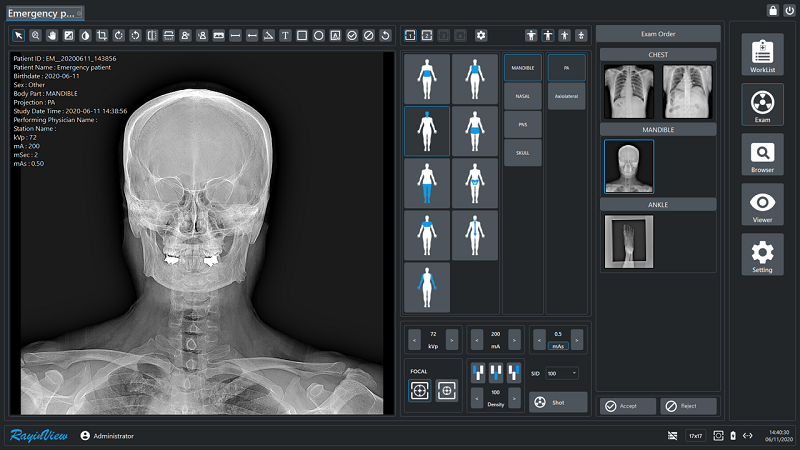 Emergency p...
Patient ID : EM__20200611_143856
Patient Name : Emergency patient
Birthdate : 2020-06-11
Sex : Other
Body Part : MANDIBLE
Projection : PA
Study Date Time : 2020-06-11 14:38:56
Performing Physician Name :
Station Name :
kVp : 72
mA : 200
mSec : 2
mAs : 0.50
MANDIBLE
NASAL
PNS
SKULL
PA
Axiolateral
72
kVp
200
mA
0.5
mAs
FOCAL
100
Density
SID
100
Shot
Exam Order
CHEST
MANDIBLE
ANKLE
Accept
Reject
WorkList
Exam
Browser
Viewer
Setting
RayinView
Administrator
17x17
14:40:30
06/11/2020